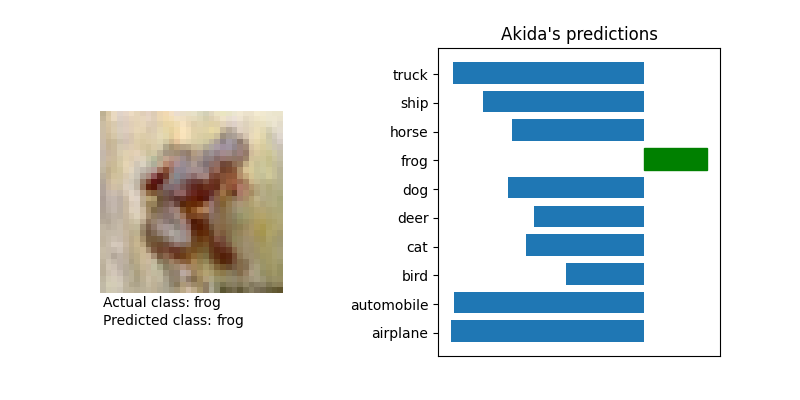 Akida's predictions
truck
ship
horse
frog
dog
deer
cat
bird
automobile
airplane
Actual class: frog
Predicted class: frog